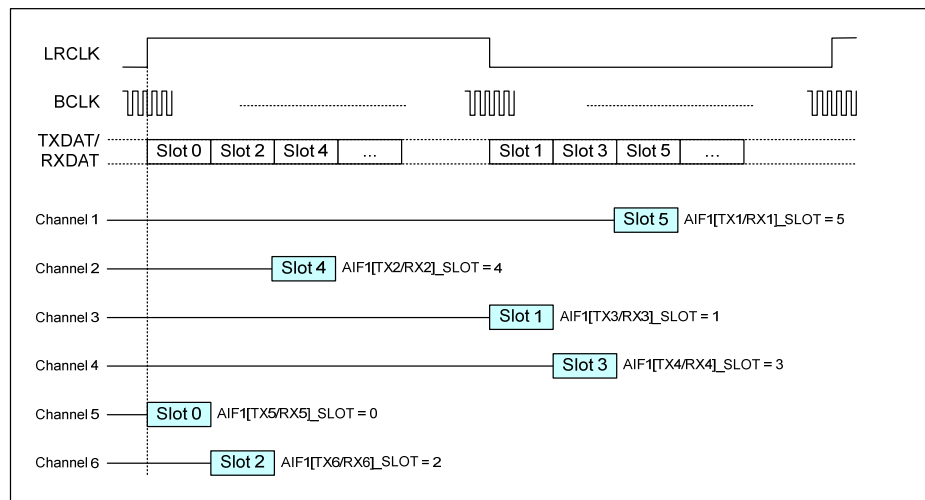 LRCLK
BCLK
TXDAT/
RXDAT
Slot 0 Slot 2 Slot 4 ... Slot 1 Slot 3 Slot 5 ...
Channel 1 Slot 5 AIF1[TX1/RX1]_SLOT = 5
Channel 2 Slot 4 AIF1[TX2/RX2]_SLOT = 4
Channel 3 Slot 1 AIF1[TX3/RX3]_SLOT = 1
Channel 4 Slot 3 AIF1[TX4/RX4]_SLOT = 3
Channel 5 Slot 0 AIF1[TX5/RX5]_SLOT = 0
Channel 6 Slot 2 AIF1[TX6/RX6]_SLOT = 2